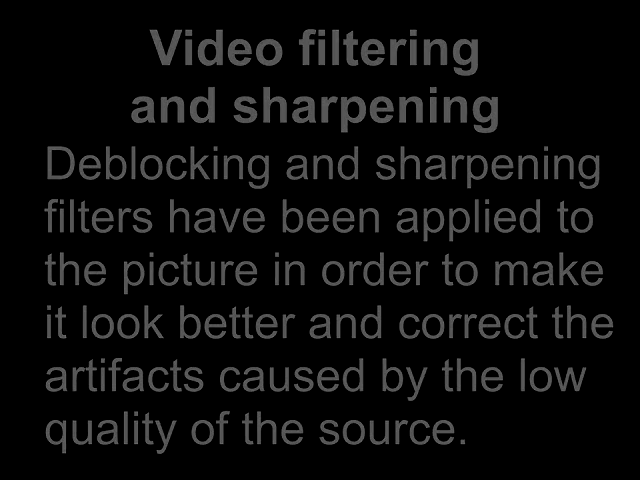 Video filtering
and sharpening
Deblocking and sharpening
filters have been applied to
the picture in order to make
it look better and correct the
artifacts caused by the low
quality of the source.